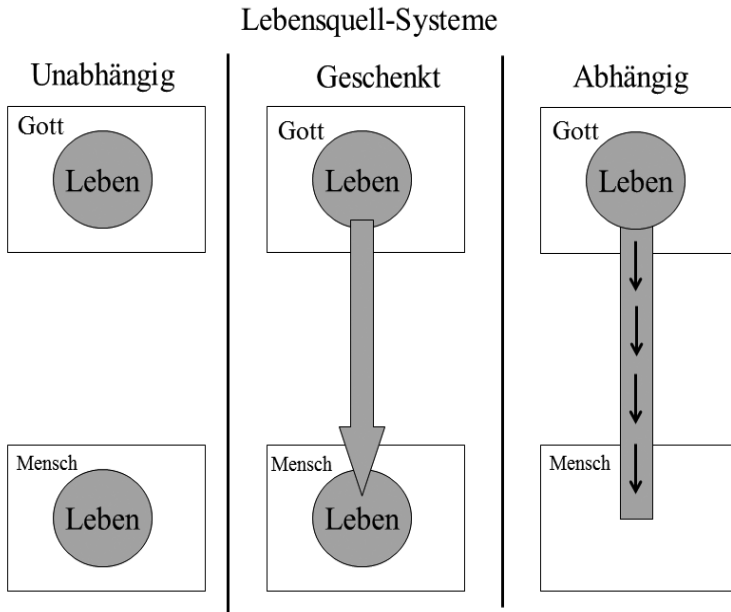 Lebensquell-Systeme
Unabhängig
Geschenkt
Abhängig
Gott
Leben
Gott
Leben
Gott
Leben
Mensch
Leben
Mensch
Leben
Mensch